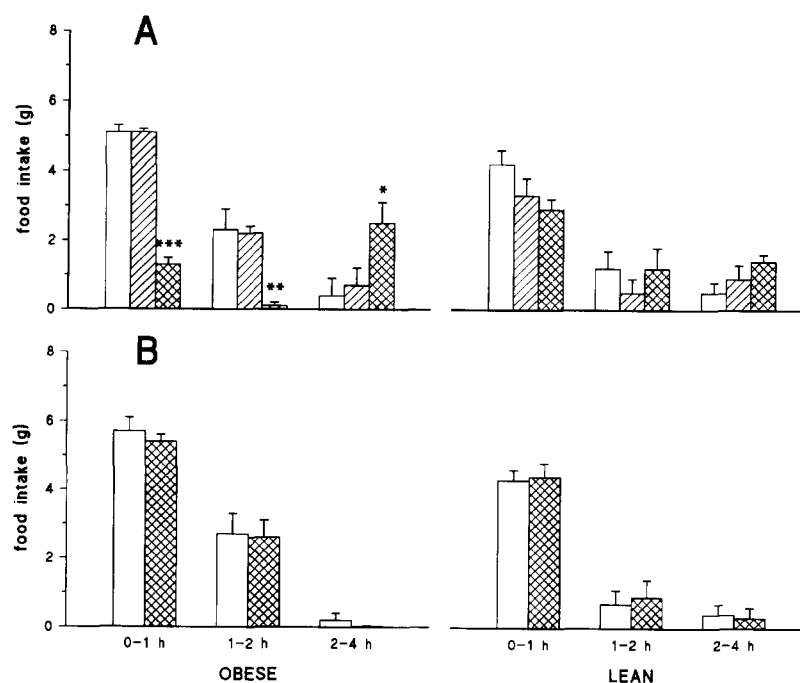 A
8
6
4
2
0
food intake (g)
***
**
*
B
8
6
4
2
0
food intake (g)
0-1 h
1-2 h
2-4 h
0-1 h
1-2 h
2-4 h
OBESE
LEAN